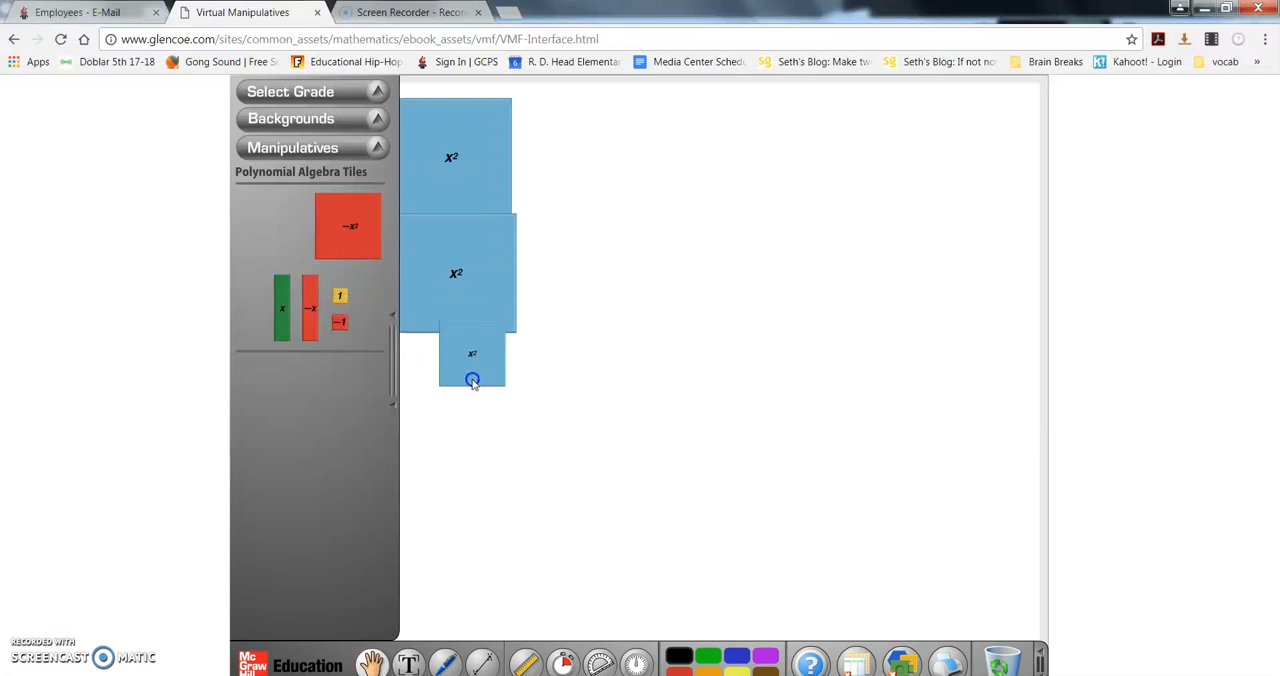 Employees - E-Mail
Virtual Manipulatives
Screen Recorder - Recor
www.glencoe.com/sites/common_assets/mathematics/ebook_assets/vmf/VMF-Interface.html
Apps
Doblar 5th 17-18
Gong Sound | Free S
Educational Hip-Hop
Sign In | GCPS
R. D. Head Elementar
Media Center Schedu
Seth's Blog: Make tw
Seth's Blog: If not no
Brain Breaks
Kahoot! - Login
vocab
»
Select Grade
Backgrounds
Manipulatives
Polynomial Algebra Tiles
−x²
x
−x
1
−1
x²
x²
x²
RECORDED WITH
SCREENCAST MATIC
Mc
Graw
Hill
Education
T